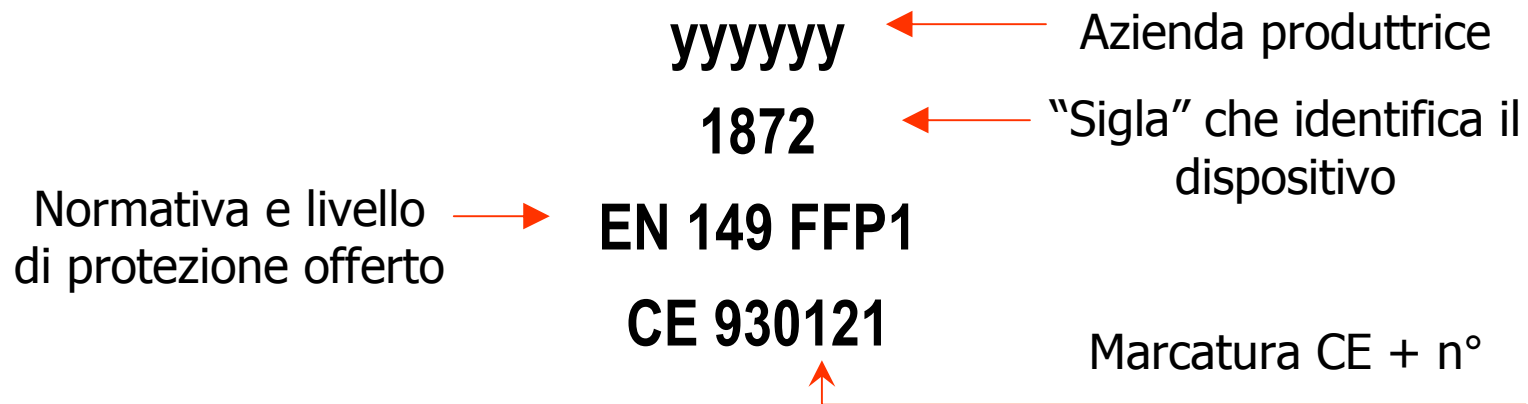 yyyyyy
Azienda produttrice
1872
“Sigla” che identifica il
dispositivo
Normativa e livello
di protezione offerto
EN 149 FFP1
CE 930121
Marcatura CE + n°